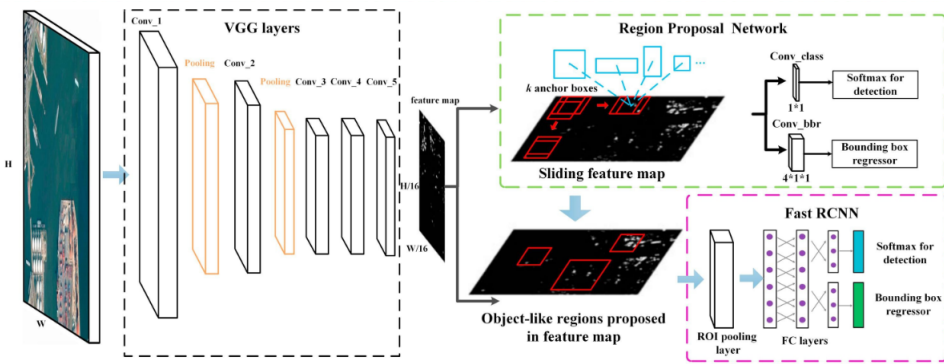 VGG layers
Conv_1
Pooling
Conv_2
Pooling
Conv_3
Conv_4
Conv_5
H
W
feature map
H/16
W/16
Region Proposal Network
k anchor boxes
...
Sliding feature map
Conv_class
1*1
Softmax for
detection
Conv_bbr
4*1*1
Bounding box
regressor
Object-like regions proposed
in feature map
Fast RCNN
ROI pooling
layer
FC layers
Softmax for
detection
Bounding box
regressor